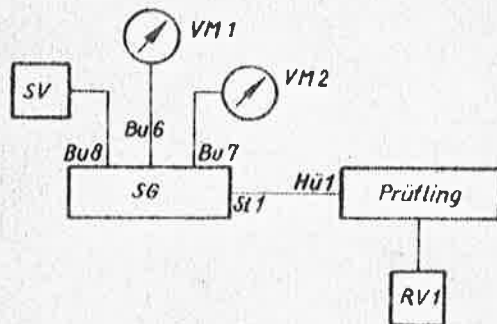 VM1
VM2
SV
Bu6
Bu8
Bu7
SG
St1
Hü1
Prüfling
RV1